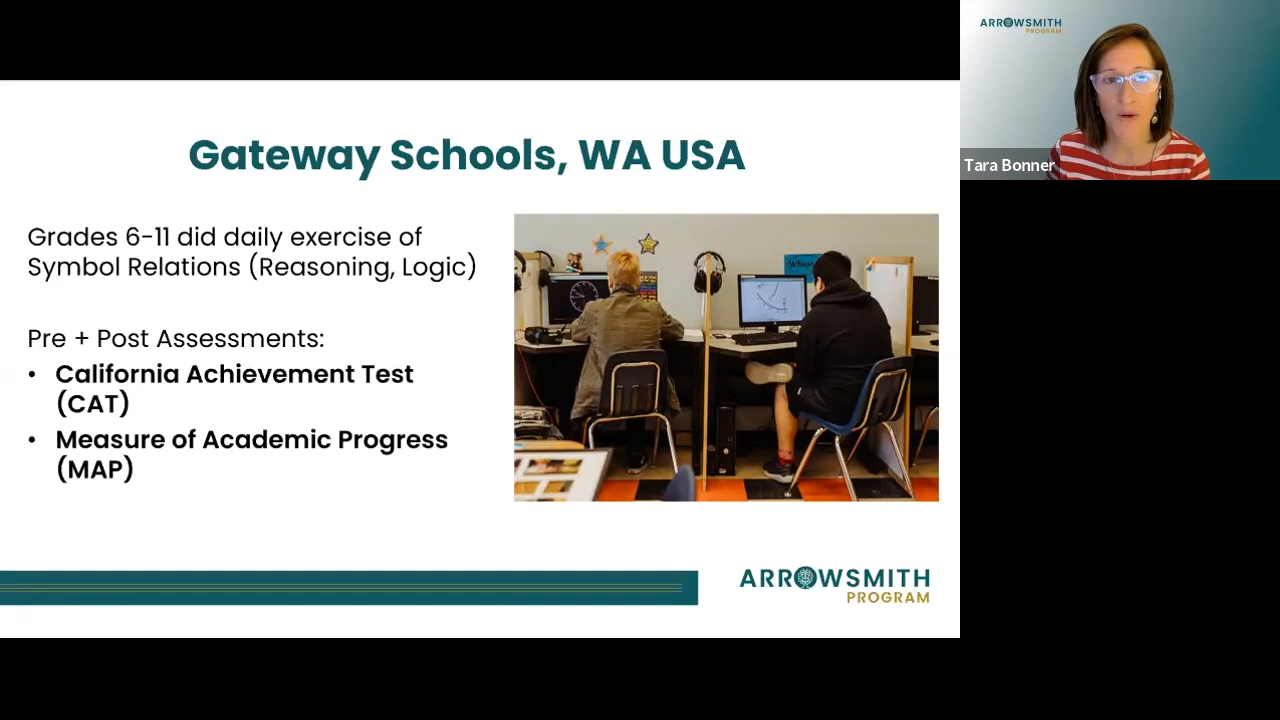 ARROWSMITH
PROGRAM
Tara Bonner
Gateway Schools, WA USA
Grades 6-11 did daily exercise of
Symbol Relations (Reasoning, Logic)
Pre + Post Assessments:
• California Achievement Test
(CAT)
• Measure of Academic Progress
(MAP)
ARROWSMITH
PROGRAM